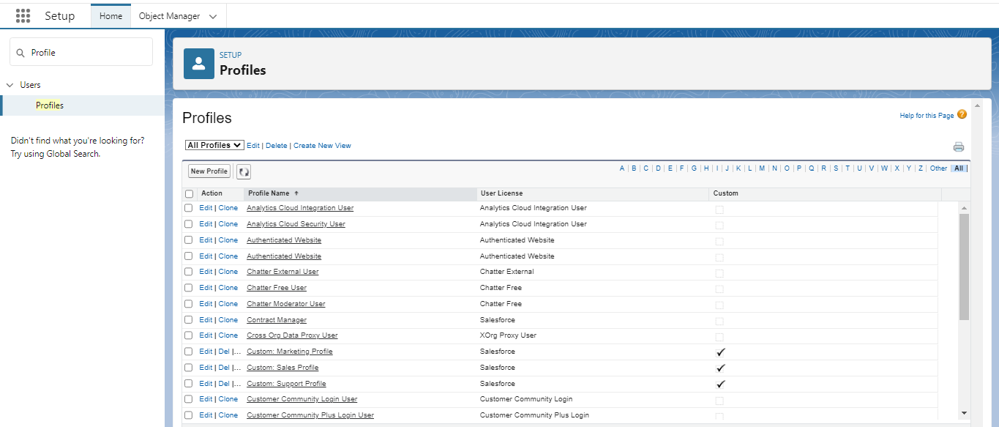 Setup Home Object Manager
Profile
Users
Profiles
Didn't find what you're looking for?
Try using Global Search.
SETUP
Profiles
Profiles
Help for this Page ?
All Profiles Edit | Delete | Create New View
New Profile
A | B | C | D | E | F | G | H | I | J | K | L | M | N | O | P | Q | R | S | T | U | V | W | X | Y | Z | Other | All |
Action Profile Name ↑ User License Custom
Edit | Clone Analytics Cloud Integration User Analytics Cloud Integration User
Edit | Clone Analytics Cloud Security User Analytics Cloud Integration User
Edit | Clone Authenticated Website Authenticated Website
Edit | Clone Authenticated Website Authenticated Website
Edit | Clone Chatter External User Chatter External
Edit | Clone Chatter Free User Chatter Free
Edit | Clone Chatter Moderator User Chatter Free
Edit | Clone Contract Manager Salesforce
Edit | Clone Cross Org Data Proxy User XOrg Proxy User
Edit | Del |... Custom: Marketing Profile Salesforce ✓
Edit | Del |... Custom: Sales Profile Salesforce ✓
Edit | Del |... Custom: Support Profile Salesforce ✓
Edit | Clone Customer Community Login User Customer Community Login
Edit | Clone Customer Community Plus Login User Customer Community Plus Login